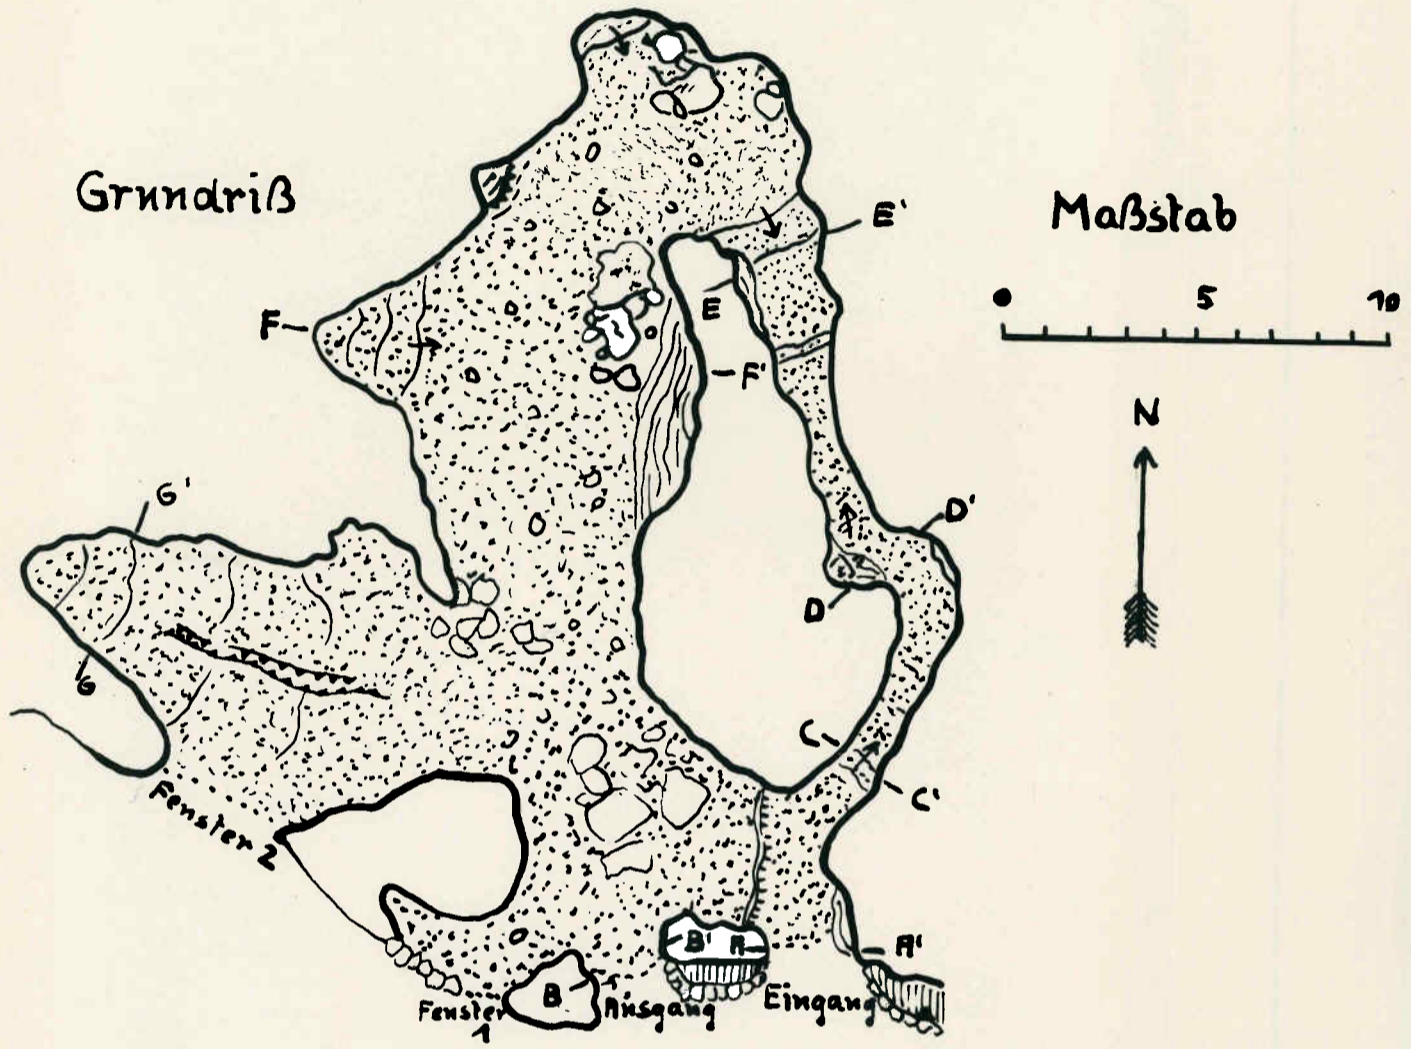 Grundriß
Maßstab
0 5 10
N
E'
E
F
F'
G'
G
D'
D
C
C'
Fenster 2
B' A
A'
B
Fenster
1
Ausgang
Eingang